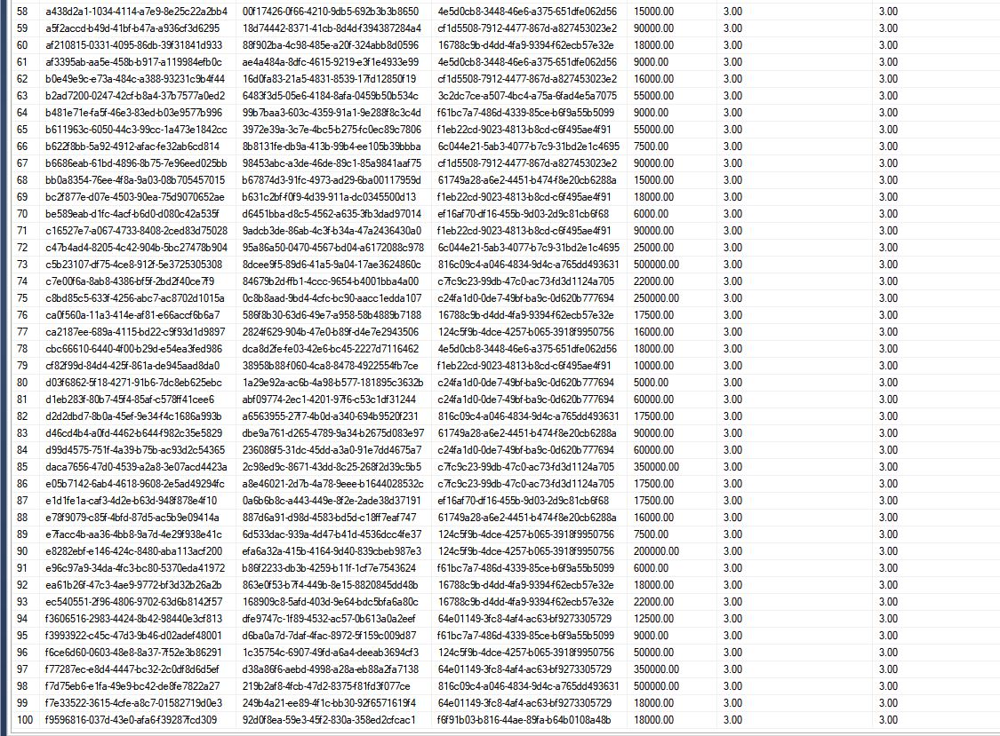 58 a438d2a1-1034-4114-a7e9-8e25c22a2bb4 00f17426-0f66-4210-9db5-692b3b3b8650 4e5d0cb8-3448-46e6-a375-651dfe062d56 15000.00 3.00 3.00
59 a5f2accd-b49d-41bf-b47a-a936cf3d6295 18d74442-8371-41cb-8d4d-f394387284a4 cf1d5508-7912-4477-867d-a827453023e2 90000.00 3.00 3.00
60 af210815-0331-4095-86db-39f31841d933 88f902ba-4c98-485e-a20f-324abb8d0596 16788c9b-d4dd-4fa9-9394-f62ecb57e32e 18000.00 3.00 3.00
61 af3395ab-aa5e-458b-b917-a119984efb0c ae4a484a-8dfc-4615-9219-e3f1e4933e99 4e5d0cb8-3448-46e6-a375-651dfe062d56 9000.00 3.00 3.00
62 b0e49e9c-e73a-484c-a388-93231c9b4f44 16d0fa83-21a5-4831-8539-17fd12850f19 cf1d5508-7912-4477-867d-a827453023e2 16000.00 3.00 3.00
63 b2ad7200-0247-42cf-b8a4-37b7577a0ed2 6483f3d5-05e6-4184-8afa-0459b50b534c 3c2dc7ce-a507-4bc4-a75a-6fad4e5a7075 55000.00 3.00 3.00
64 b481e71e-fa5f-46e3-83ed-b03e9577b996 99b7baa3-603c-4359-91a1-9e288f8c3c4d f61bc7a7-486d-4339-85ce-b6f9a55b5099 9000.00 3.00 3.00
65 b611963c-6050-44c3-99cc-1a473e1842cc 3972e39a-3c7e-4bc5-b275-fc0ec89c7806 f1eb22cd-9023-4813-b8cd-c6f495ae4f91 55000.00 3.00 3.00
66 b622f8bb-5a92-4912-afac-fe32ab6cd814 8b8131fe-db9a-413b-99b4-ee105b39bbba 6c044e21-5ab3-4077-b7c9-31bd2e1c4695 7500.00 3.00 3.00
67 b6686eab-61bd-4896-8b75-7e96eed025bb 98453abc-a3de-46de-89c1-85a9841aaf75 cf1d5508-7912-4477-867d-a827453023e2 90000.00 3.00 3.00
68 bb0a8354-76ee-4f8a-9a03-08b705457015 b67874d3-91fc-4973-ad29-6ba00117959d 61749a28-a6e2-4451-b474-f8e20cb6288a 15000.00 3.00 3.00
69 bc2f877e-d07e-4503-90ea-75d9070652ae b631c2bf-f0f9-4d39-911a-dc0345500d13 f1eb22cd-9023-4813-b8cd-c6f495ae4f91 18000.00 3.00 3.00
70 be589eab-d1fc-4acf-b6d0-d080c42a535f d6451bba-d8c5-4562-a635-3fb3dad97014 ef16af70-df16-455b-9d03-2d9c81cb6f68 6000.00 3.00 3.00
71 c16527e7-a067-4733-8408-2ced83d75028 9adcb3de-86ab-4c3f-b34a-47a2436430a0 f1eb22cd-9023-4813-b8cd-c6f495ae4f91 90000.00 3.00 3.00
72 c47b4ad4-8205-4c42-904b-5bc27478b904 95a86a50-0470-4567-bd04-a6172088c978 6c044e21-5ab3-4077-b7c9-31bd2e1c4695 25000.00 3.00 3.00
73 c5b23107-df75-4ce8-912f-5e3725305308 8dcee9f5-89d6-41a5-9a04-17ae3624860c 816c09c4-a046-4834-9d4c-a765dd493631 500000.00 3.00 3.00
74 c7e00f6a-8ab8-4386-bf5f-2bd2f40ce7f9 84679b2d-ffb1-4ccc-9654-b4001bba4a00 c7fc9c23-99db-47c0-ac73-fd3d1124a705 22000.00 3.00 3.00
75 c8bd85c5-633f-4256-abc7-ac8702d1015a 0c8b8aad-9bd4-4cfc-bc90-aacc1edda107 c24fa1d0-0de7-49bf-ba9c-0d620b777694 250000.00 3.00 3.00
76 ca0f560a-11a3-414e-af81-e66accf6b6a7 586f8b30-63d6-49e7-a958-58b4889b7188 16788c9b-d4dd-4fa9-9394-f62ecb57e32e 17500.00 3.00 3.00
77 ca2187ee-689a-4115-bd22-c9f93d1d9897 2824f629-904b-47e0-b89f-d4e7e2943506 124c5f9b-4dce-4257-b065-3918f9950756 16000.00 3.00 3.00
78 cbc66610-6440-4f00-b29d-e54ea3fed986 dca8d2fe-fe03-42e6-bc45-2227d7116462 4e5d0cb8-3448-46e6-a375-651dfe062d56 18000.00 3.00 3.00
79 cf82f99d-84d4-425f-861a-de945aad8da0 38958b88-f060-4ca8-8478-4922554fb7ce f1eb22cd-9023-4813-b8cd-c6f495ae4f91 10000.00 3.00 3.00
80 d03f6862-5f18-4271-91b6-7dc8eb625ebc 1a29e92a-ac6b-4a98-b577-181895c3632b c24fa1d0-0de7-49bf-ba9c-0d620b777694 5000.00 3.00 3.00
81 d1eb283f-80b7-45f4-85af-c578ff41cee6 abf09774-2ec1-4201-97f6-c53c1df31244 c24fa1d0-0de7-49bf-ba9c-0d620b777694 60000.00 3.00 3.00
82 d2d2dbd7-8b0a-45ef-9e34-f4c1686a993b a6563955-27f7-4b0d-a340-694b9520f231 816c09c4-a046-4834-9d4c-a765dd493631 17500.00 3.00 3.00
83 d46cd4b4-a0fd-4462-b644-f982c35e5829 dbe9a761-d265-4789-9a34-b2675d083e97 61749a28-a6e2-4451-b474-f8e20cb6288a 90000.00 3.00 3.00
84 d99d4575-751f-4a39-b75b-ac93d2c54365 236086f5-31dc-45dd-a3a0-91e7dd4675a7 c24fa1d0-0de7-49bf-ba9c-0d620b777694 60000.00 3.00 3.00
85 daca7656-47d0-4539-a2a8-3e07acd4423a 2c98ed9c-8671-43dd-8c25-268f2d39c5b5 c7fc9c23-99db-47c0-ac73-fd3d1124a705 350000.00 3.00 3.00
86 e05b7142-6ab4-4618-9608-2e5ad49294fc a8e46021-2d7b-4a78-9eee-b1644028532c c7fc9c23-99db-47c0-ac73-fd3d1124a705 17500.00 3.00 3.00
87 e1d1fe1a-caf3-4d2e-b63d-948f878e4f10 0a6b6b8c-a443-449e-8f2e-2ade38d37191 ef16af70-df16-455b-9d03-2d9c81cb6f68 17500.00 3.00 3.00
88 e78f9079-c85f-4bfd-87d5-ac5b9e09414a 887d6a91-d98d-4583-bd5d-c18ff7eaf747 61749a28-a6e2-4451-b474-f8e20cb6288a 16000.00 3.00 3.00
89 e7facc4b-aa36-4bb8-9a7d-4e29f938e41c 6d533dac-939a-4d47-b41d-4536dcc4fe37 124c5f9b-4dce-4257-b065-3918f9950756 7500.00 3.00 3.00
90 e8282ebf-e146-424c-8480-aba113acf200 efa6a32a-415b-4164-9d40-839cbeb987e3 124c5f9b-4dce-4257-b065-3918f9950756 200000.00 3.00 3.00
91 e96c97a9-34da-4fc3-bc80-5370eda41972 b86f2233-db3b-4259-b11f-1cf7e7543624 f61bc7a7-486d-4339-85ce-b6f9a55b5099 6000.00 3.00 3.00
92 ea61b26f-47c3-4ae9-9772-bf3d32b26a2b 863e0f53-b7f4-449b-8e15-8820845dd48b 16788c9b-d4dd-4fa9-9394-f62ecb57e32e 18000.00 3.00 3.00
93 ec540551-2f96-4806-9702-63d6b8142f57 168909c8-5afd-403d-9e64-bdc5bfa6a80c 16788c9b-d4dd-4fa9-9394-f62ecb57e32e 22000.00 3.00 3.00
94 f3606516-2983-4424-8b42-98440e3cf813 dfe9747c-1f89-4532-ac57-0b613a0a2eef 64e01149-3fc8-4af4-ac63-bf9273305729 12500.00 3.00 3.00
95 f3993922-c45c-47d3-9b46-d02adef48001 d6ba0a7d-7daf-4fac-8972-5f159c009d87 f61bc7a7-486d-4339-85ce-b6f9a55b5099 9000.00 3.00 3.00
96 f6ce6d60-0603-48e8-8a37-7f52e3b86291 1c35754c-6907-49fd-a6a4-deeab3694cf3 124c5f9b-4dce-4257-b065-3918f9950756 50000.00 3.00 3.00
97 f77287ec-e8d4-4447-bc32-2c0df8d6d5ef d38a86f6-aebd-4998-a28a-eb88a2fa7138 64e01149-3fc8-4af4-ac63-bf9273305729 350000.00 3.00 3.00
98 f7d75eb6-e1fa-49e9-bc42-de8fe7822a27 219b2af8-4fcb-47d2-8375-f81fd3f077ce 816c09c4-a046-4834-9d4c-a765dd493631 500000.00 3.00 3.00
99 f7e33522-3615-4cfe-a8c7-01582719d0e3 249b4a21-ee89-4f1c-bb30-92f6571619f4 64e01149-3fc8-4af4-ac63-bf9273305729 18000.00 3.00 3.00
100 f9596816-037d-43e0-afa6-f39287fcd309 92d0f8ea-59e3-45f2-830a-358ed2cfcac1 f6f91b03-b816-44ae-89fa-b64b0108a48b 18000.00 3.00 3.00